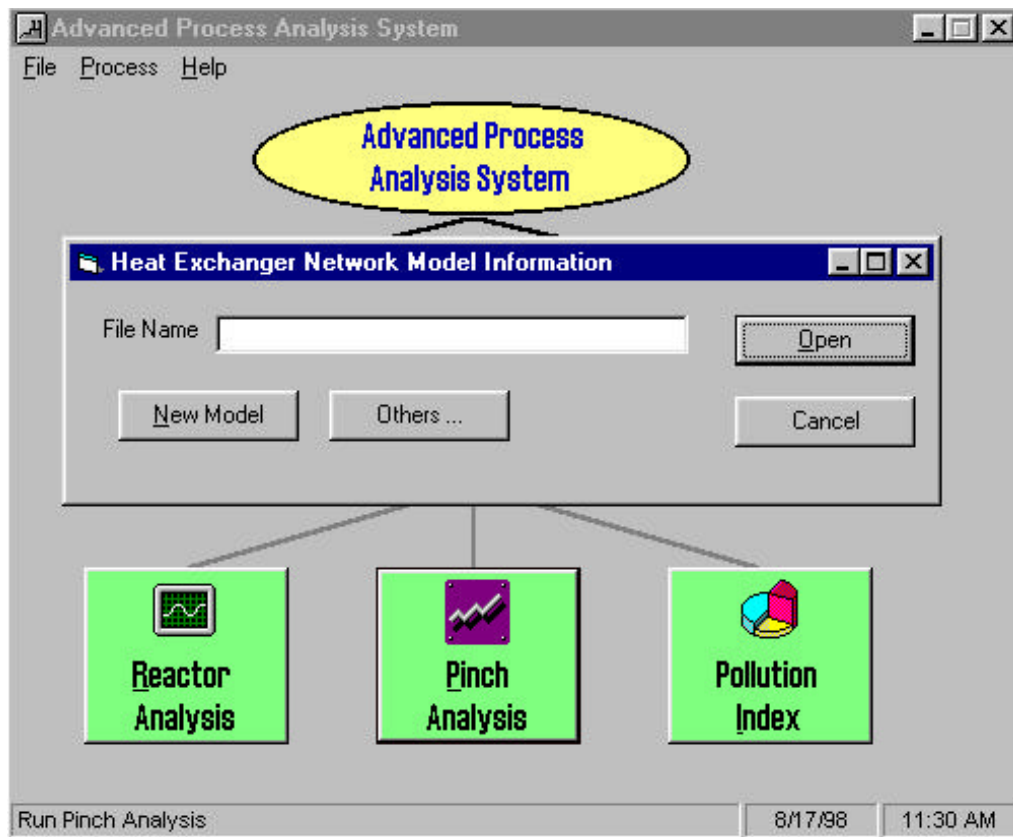 Advanced Process Analysis System
File Process Help
Advanced Process
Analysis System
Heat Exchanger Network Model Information
File Name
Open
New Model
Others ...
Cancel
Reactor
Analysis
Pinch
Analysis
Pollution
Index
Run Pinch Analysis
8/17/98
11:30 AM